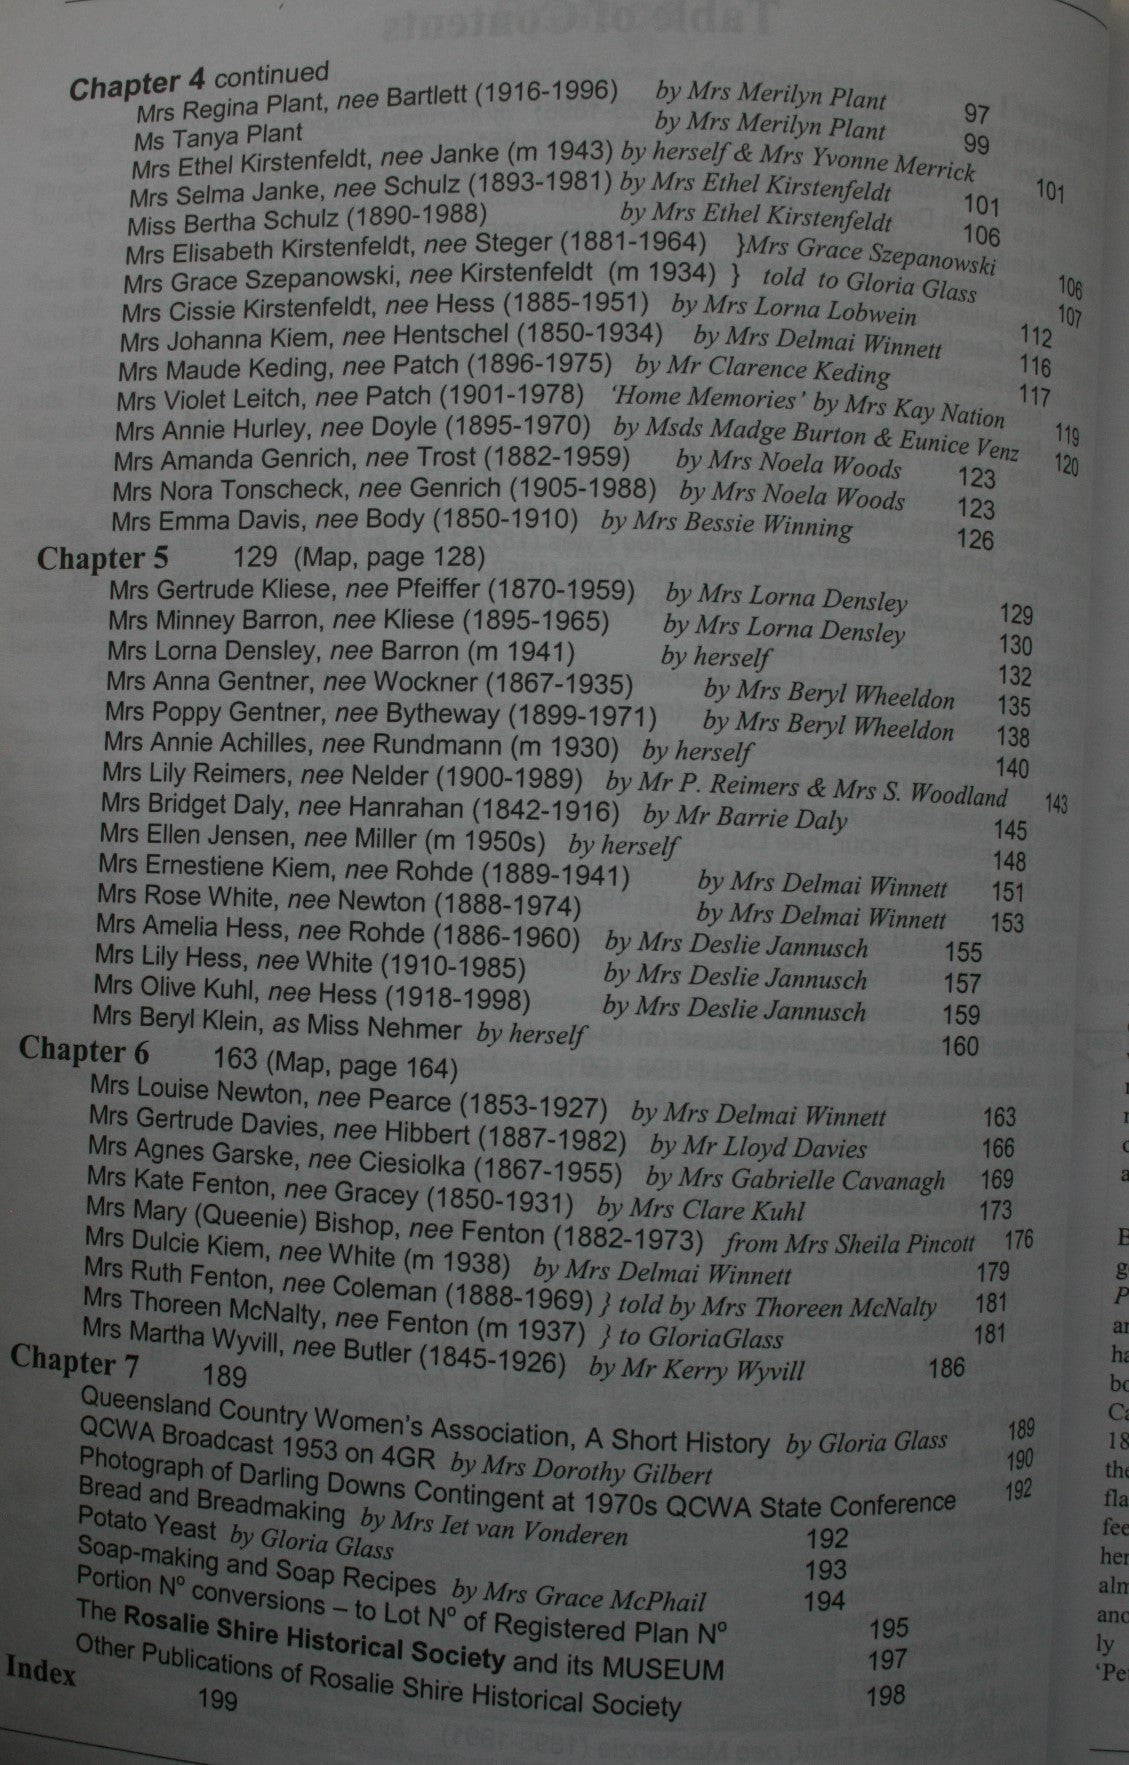 Chapter 4 continued
Mrs Regina Plant, nee Bartlett (1916-1996) by Mrs Merilyn Plant 97
Ms Tanya Plant by Mrs Merilyn Plant 99
Mrs Ethel Kirstenfeldt, nee Janke (m 1943) by herself & Mrs Yvonne Merrick 101
Mrs Selma Janke, nee Schulz (1893-1981) by Mrs Ethel Kirstenfeldt 101
Miss Bertha Schulz (1890-1988) by Mrs Ethel Kirstenfeldt 106
Mrs Elisabeth Kirstenfeldt, nee Steger (1881-1964) }Mrs Grace Szepanowski 106
Mrs Grace Szepanowski, nee Kirstenfeldt (m 1934) } told to Gloria Glass 107
Mrs Cissie Kirstenfeldt, nee Hess (1885-1951) by Mrs Lorna Lobwein 112
Mrs Johanna Kiem, nee Hentschel (1850-1934) by Mrs Delmai Winnett 116
Mrs Maude Keding, nee Patch (1896-1975) by Mr Clarence Keding 117
Mrs Violet Leitch, nee Patch (1901-1978) ‘Home Memories’ by Mrs Kay Nation 119
Mrs Annie Hurley, nee Doyle (1895-1970) by Msds Madge Burton & Eunice Venz 120
Mrs Amanda Genrich, nee Trost (1882-1959) by Mrs Noela Woods 123
Mrs Nora Tonscheck, nee Genrich (1905-1988) by Mrs Noela Woods 123
Mrs Emma Davis, nee Body (1850-1910) by Mrs Bessie Winning 126
Chapter 5 129 (Map, page 128)
Mrs Gertrude Kliese, nee Pfeiffer (1870-1959) by Mrs Lorna Densley 129
Mrs Minney Barron, nee Kliese (1895-1965) by Mrs Lorna Densley 130
Mrs Lorna Densley, nee Barron (m 1941) by herself 132
Mrs Anna Gentner, nee Wockner (1867-1935) by Mrs Beryl Wheeldon 135
Mrs Poppy Gentner, nee Bytheway (1899-1971) by Mrs Beryl Wheeldon 138
Mrs Annie Achilles, nee Rundmann (m 1930) by herself 140
Mrs Lily Reimers, nee Nelder (1900-1989) by Mr P. Reimers & Mrs S. Woodland 143
Mrs Bridget Daly, nee Hanrahan (1842-1916) by Mr Barrie Daly 145
Mrs Ellen Jensen, nee Miller (m 1950s) by herself 148
Mrs Ernestiene Kiem, nee Rohde (1889-1941) by Mrs Delmai Winnett 151
Mrs Rose White, nee Newton (1888-1974) by Mrs Delmai Winnett 153
Mrs Amelia Hess, nee Rohde (1886-1960) by Mrs Deslie Jannusch 155
Mrs Lily Hess, nee White (1910-1985) by Mrs Deslie Jannusch 157
Mrs Olive Kuhl, nee Hess (1918-1998) by Mrs Deslie Jannusch 159
Mrs Beryl Klein, as Miss Nehmer by herself 160
Chapter 6 163 (Map, page 164)
Mrs Louise Newton, nee Pearce (1853-1927) by Mrs Delmai Winnett 163
Mrs Gertrude Davies, nee Hibbert (1887-1982) by Mr Lloyd Davies 166
Mrs Agnes Garske, nee Ciesiolka (1867-1955) by Mrs Gabrielle Cavanagh 169
Mrs Kate Fenton, nee Gracey (1850-1931) by Mrs Clare Kuhl 173
Mrs Mary (Queenie) Bishop, nee Fenton (1882-1973) from Mrs Sheila Pincott 176
Mrs Dulcie Kiem, nee White (m 1938) by Mrs Delmai Winnett 179
Mrs Ruth Fenton, nee Coleman (1888-1969) } told by Mrs Thoreen McNalty 181
Mrs Thoreen McNalty, nee Fenton (m 1937) } to GloriaGlass 181
Mrs Martha Wyvill, nee Butler (1845-1926) by Mr Kerry Wyvill 186
Chapter 7 189
Queensland Country Women's Association, A Short History by Gloria Glass 189
QCWA Broadcast 1953 on 4GR by Mrs Dorothy Gilbert 190
Photograph of Darling Downs Contingent at 1970s QCWA State Conference 192
Bread and Breadmaking by Mrs Iet van Vonderen 192
Potato Yeast by Gloria Glass 193
Soap-making and Soap Recipes by Mrs Grace McPhail 194
Portion Nº conversions – to Lot Nº of Registered Plan Nº 195
The Rosalie Shire Historical Society and its MUSEUM 197
Other Publications of Rosalie Shire Historical Society 198
Index 199